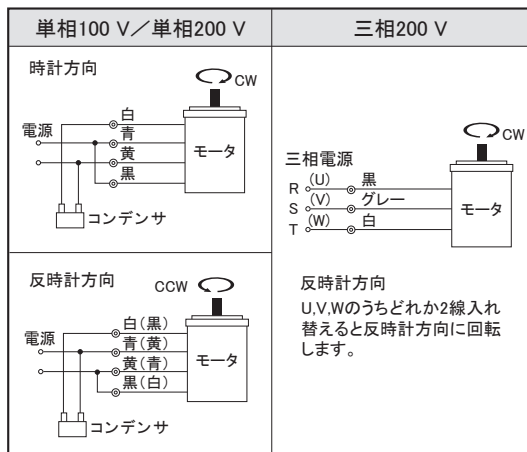 単相100 V／単相200 V
時計方向
CW
白
電源
青
黄
モータ
黒
コンデンサ
反時計方向
CCW
白(黒)
電源
青(黄)
黄(青)
モータ
黒(白)
コンデンサ
三相200 V
CW
三相電源
R (U) 黒
S (V) グレー
モータ
T (W) 白
反時計方向
U,V,Wのうちどれか2線入れ
替えると反時計方向に回転
します。